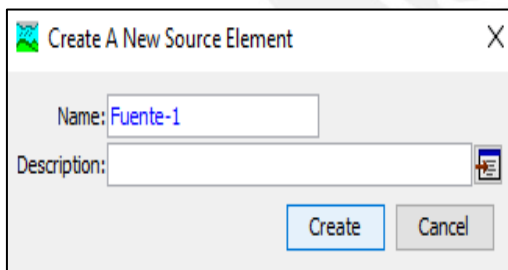 Create A New Source Element
Name: Fuente-1
Description:
Create Cancel